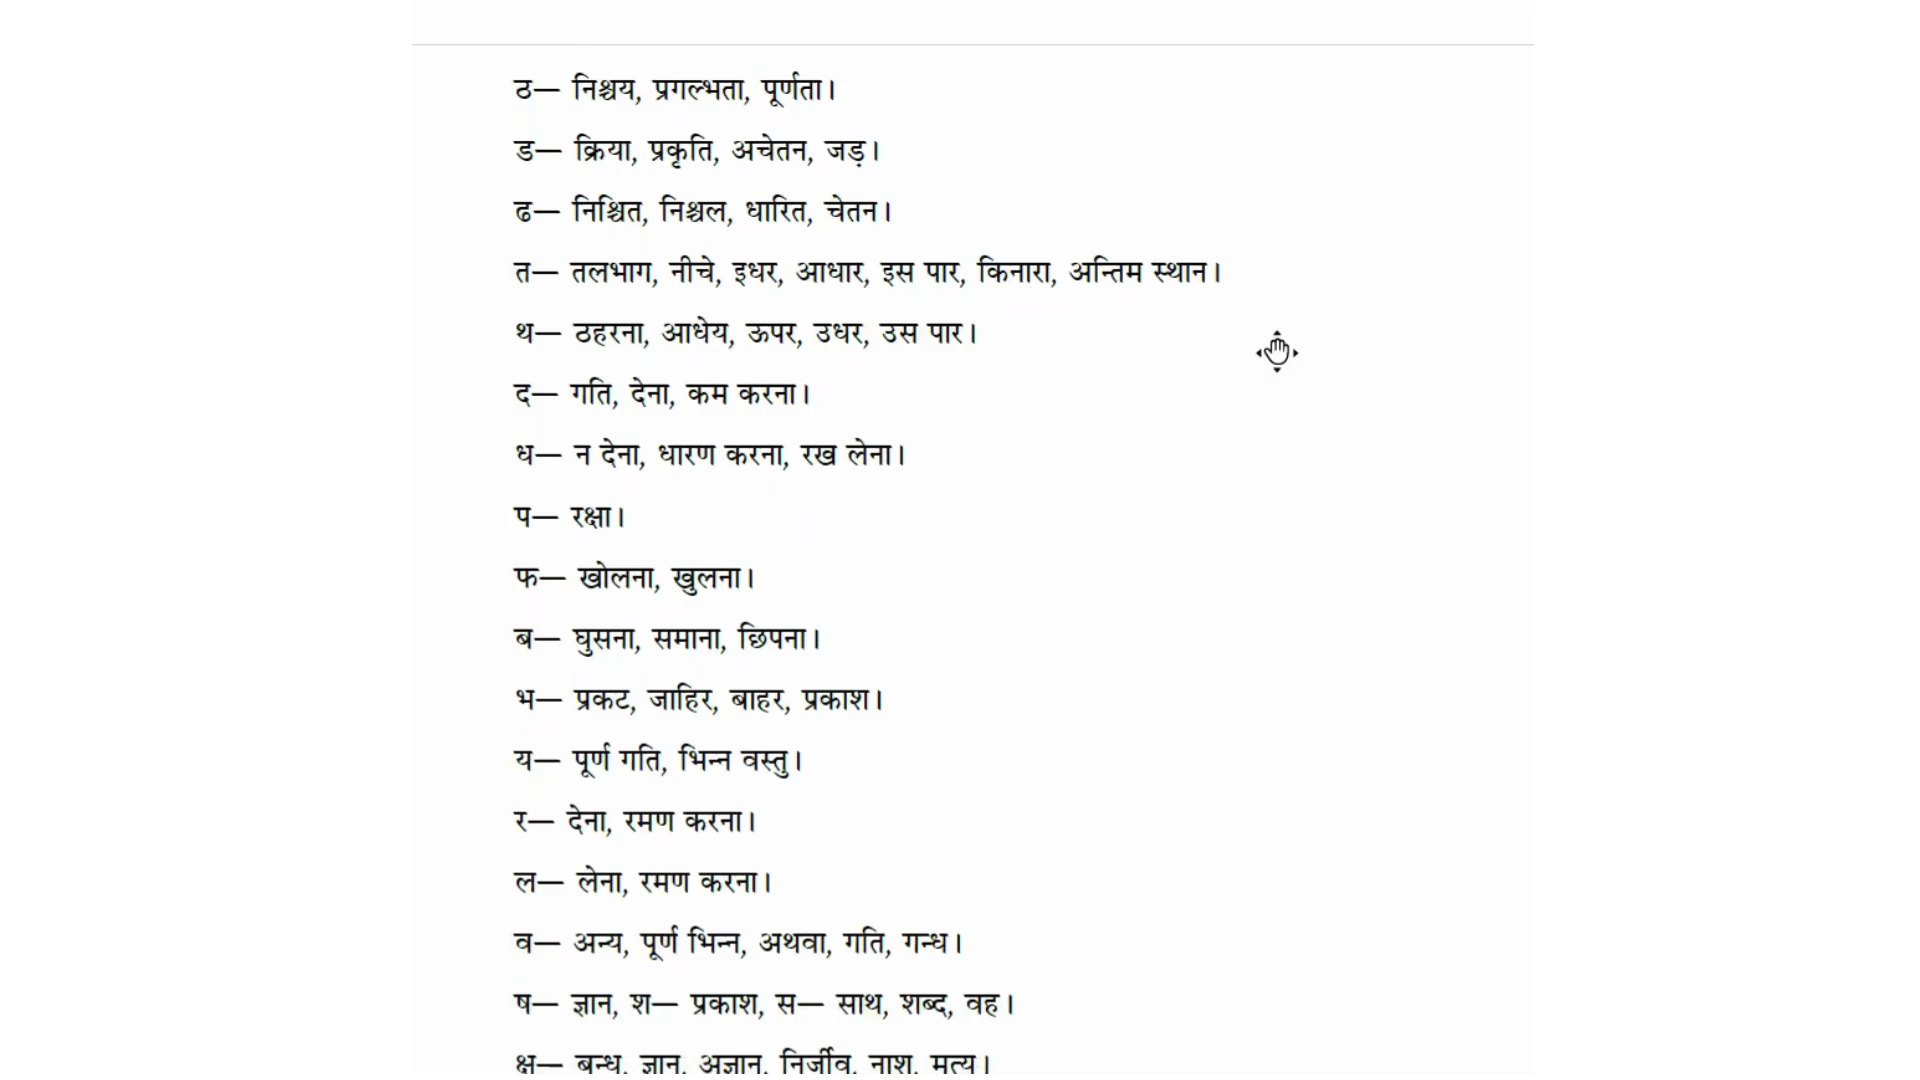 ठ— निश्चय, प्रगल्भता, पूर्णता।
ड— क्रिया, प्रकृति, अचेतन, जड़।
ढ— निश्चित, निश्चल, धारित, चेतन।
त— तलभाग, नीचे, इधर, आधार, इस पार, किनारा, अन्तिम स्थान।
थ— ठहरना, आधेय, ऊपर, उधर, उस पार।
द— गति, देना, कम करना।
ध— न देना, धारण करना, रख लेना।
प— रक्षा।
फ— खोलना, खुलना।
ब— घुसना, समाना, छिपना।
भ— प्रकट, जाहिर, बाहर, प्रकाश।
य— पूर्ण गति, भिन्न वस्तु।
र— देना, रमण करना।
ल— लेना, रमण करना।
व— अन्य, पूर्ण भिन्न, अथवा, गति, गन्ध।
ष— ज्ञान, श— प्रकाश, स— साथ, शब्द, वह।
क्ष— बन्ध, ज्ञान, अज्ञान, निर्जीव, नाश, मृत्यु।